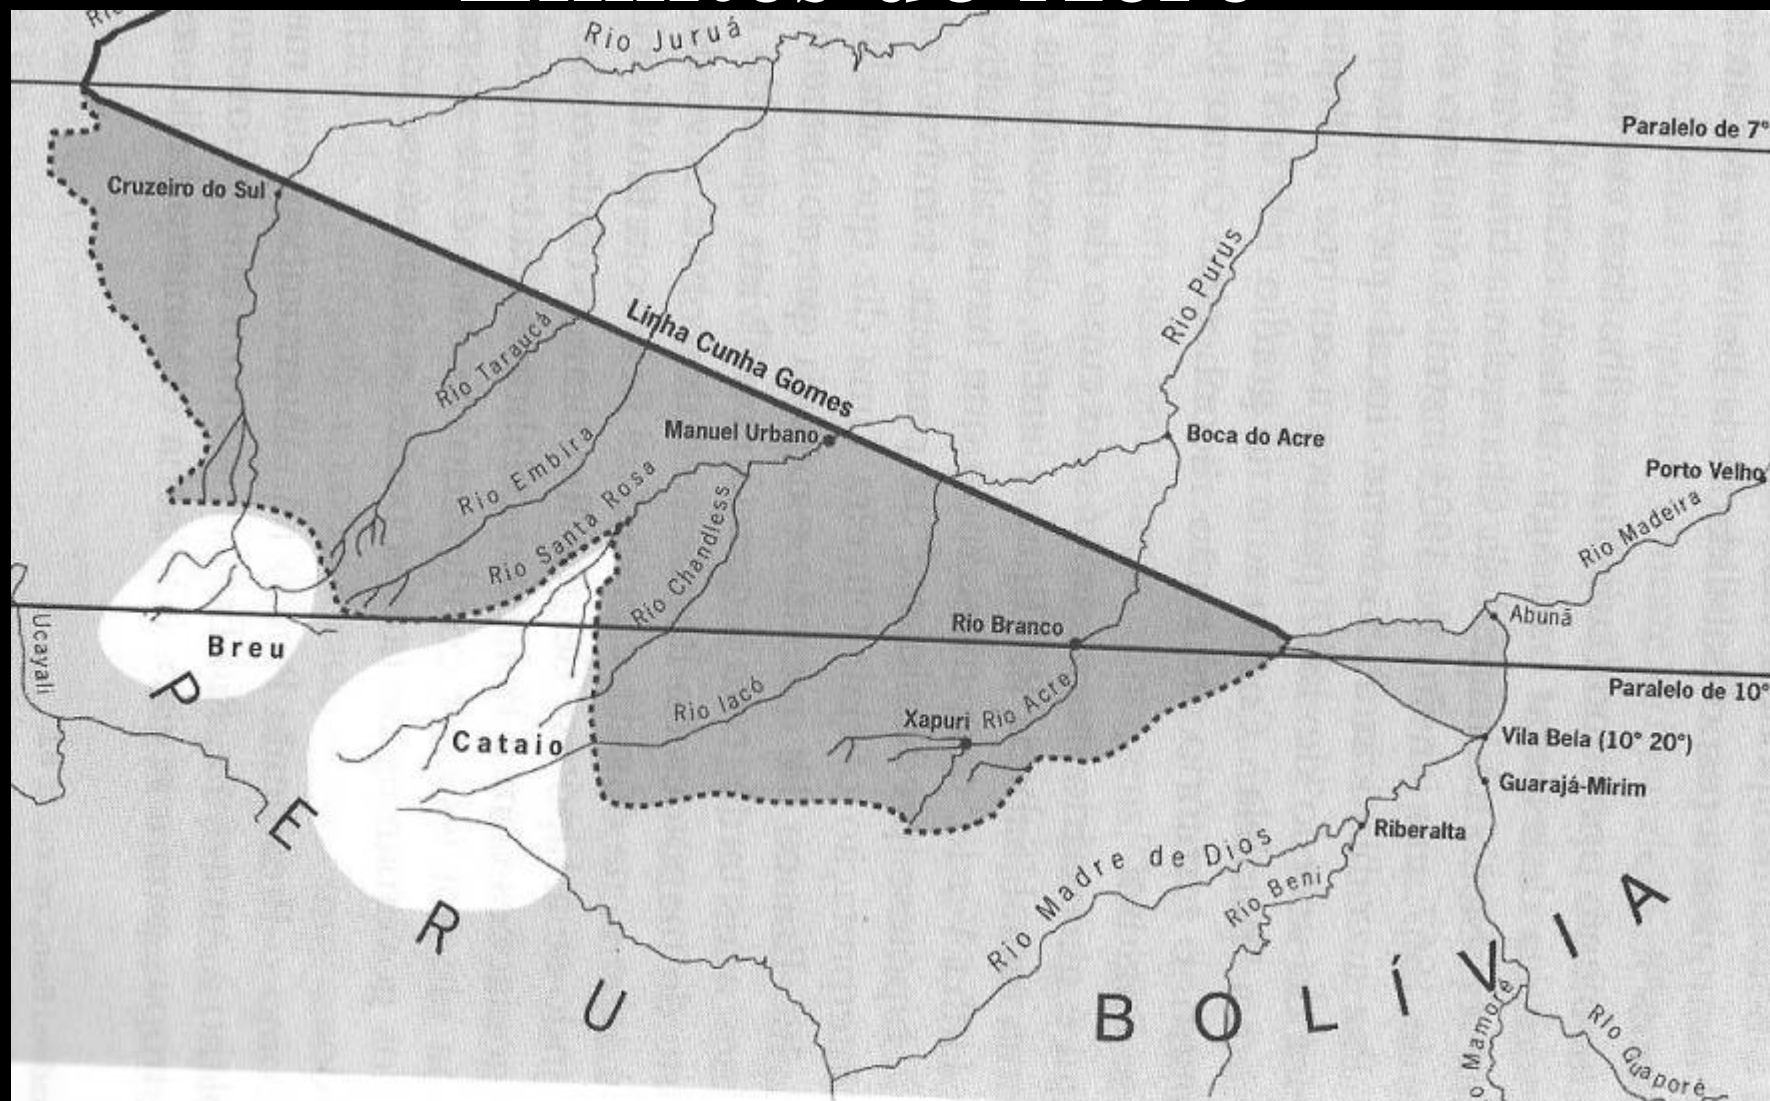 Rio Juruá
Paralelo de 7°
Cruzeiro do Sul
Rio Purus
Linha Cunha Gomes
Rio Taraucá
Manuel Urbano
Boca do Acre
Rio Embira
Rio Santa Rosa
Rio Chandless
Porto Velho
Rio Madeira
Ucayali
Breu
Rio Branco
Abunã
Paralelo de 10°
Rio Iacó
Xapuri
Rio Acre
Cataio
Vila Bela (10° 20°)
Guarajá-Mirim
Riberalta
Rio Madre de Dios
Rio Beni
PERU
BOLÍVIA
Mamoré
Rio Guaporé